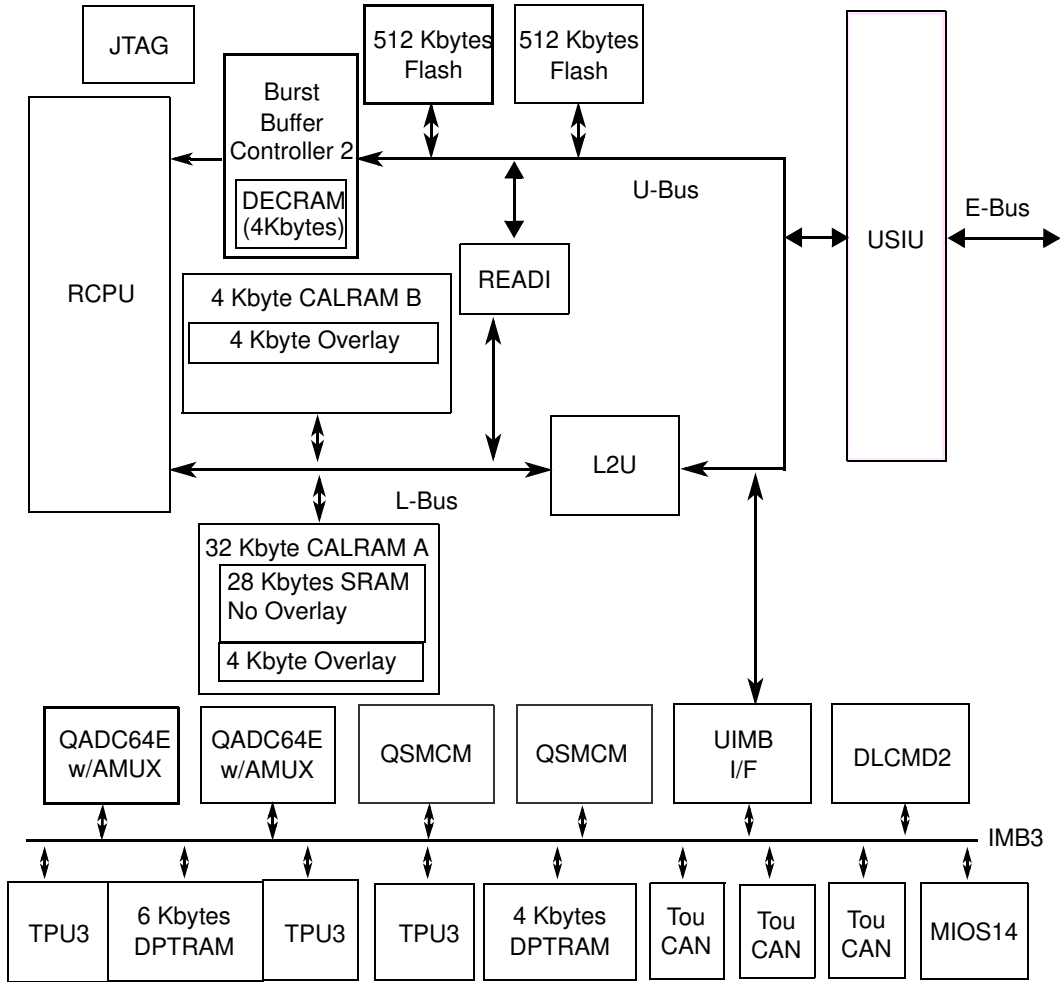 JTAG
512 Kbytes
Flash
512 Kbytes
Flash
Burst
Buffer
Controller 2
DECRAM
(4Kbytes)
U-Bus
E-Bus
USIU
RCPU
READI
4 Kbyte CALRAM B
4 Kbyte Overlay
L2U
L-Bus
32 Kbyte CALRAM A
28 Kbytes SRAM
No Overlay
4 Kbyte Overlay
QADC64E
w/AMUX
QADC64E
w/AMUX
QSMCM
QSMCM
UIMB
I/F
DLCMD2
IMB3
TPU3
6 Kbytes
DPTRAM
TPU3
TPU3
4 Kbytes
DPTRAM
Tou
CAN
Tou
CAN
Tou
CAN
MIOS14